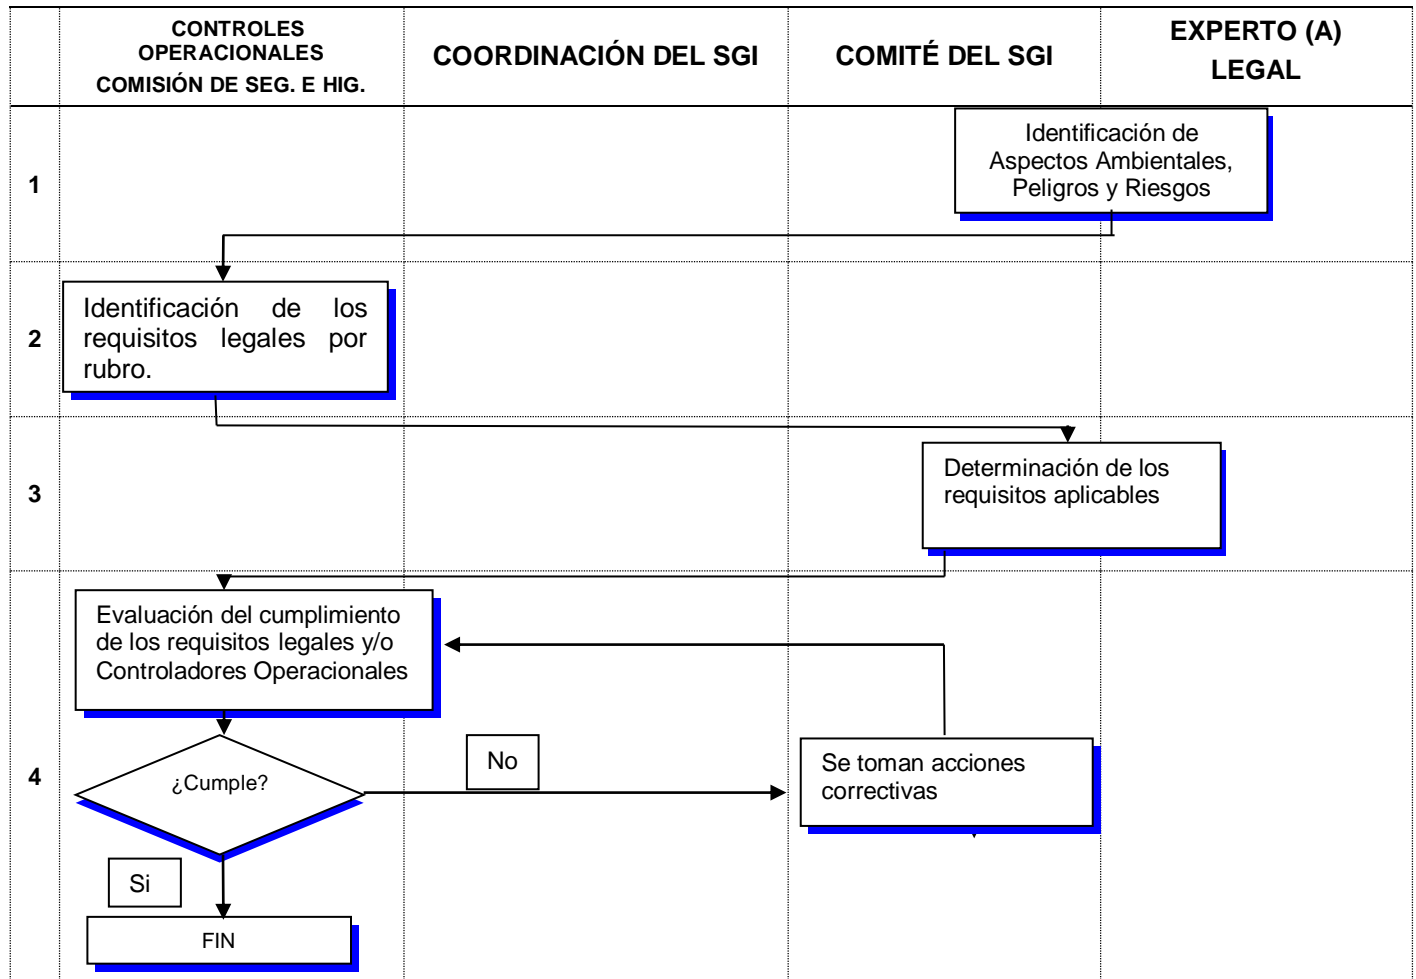 CONTROLES
OPERACIONALES
COMISIÓN DE SEG. E HIG.
COORDINACIÓN DEL SGI
COMITÉ DEL SGI
EXPERTO (A)
LEGAL
1
Identificación de
Aspectos Ambientales,
Peligros y Riesgos
2
Identificación de los
requisitos legales por
rubro.
3
Determinación de los
requisitos aplicables
4
Evaluación del cumplimiento
de los requisitos legales y/o
Controladores Operacionales
¿Cumple?
No
Se toman acciones
correctivas
Si
FIN